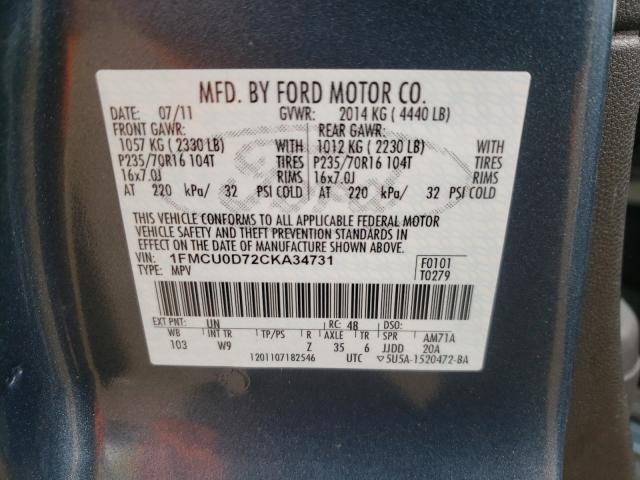 MFD. BY FORD MOTOR CO.
DATE: 07/11 GVWR: 2014 KG ( 4440 LB)
FRONT GAWR: REAR GAWR:
1057 KG ( 2330 LB) WITH 1012 KG ( 2230 LB) WITH
P235/70R16 104T TIRES P235/70R16 104T TIRES
16x7.0J RIMS 16x7.0J RIMS
AT 220 kPa/ 32 PSI COLD AT 220 kPa/ 32 PSI COLD
THIS VEHICLE CONFORMS TO ALL APPLICABLE FEDERAL MOTOR
VEHICLE SAFETY AND THEFT PREVENTION STANDARDS IN
EFFECT ON THE DATE OF MANUFACTURE SHOWN ABOVE.
VIN: 1FMCU0D72CKA34731 F0101
TYPE: MPV T0279
EXT PNT: UN RC: 48 DSO:
WB INT TR TP/PS R AXLE TR SPR AM71A
103 W9 Z 35 6 JJDD 20A
1201107182546 UTC 5U5A-1520472-BA